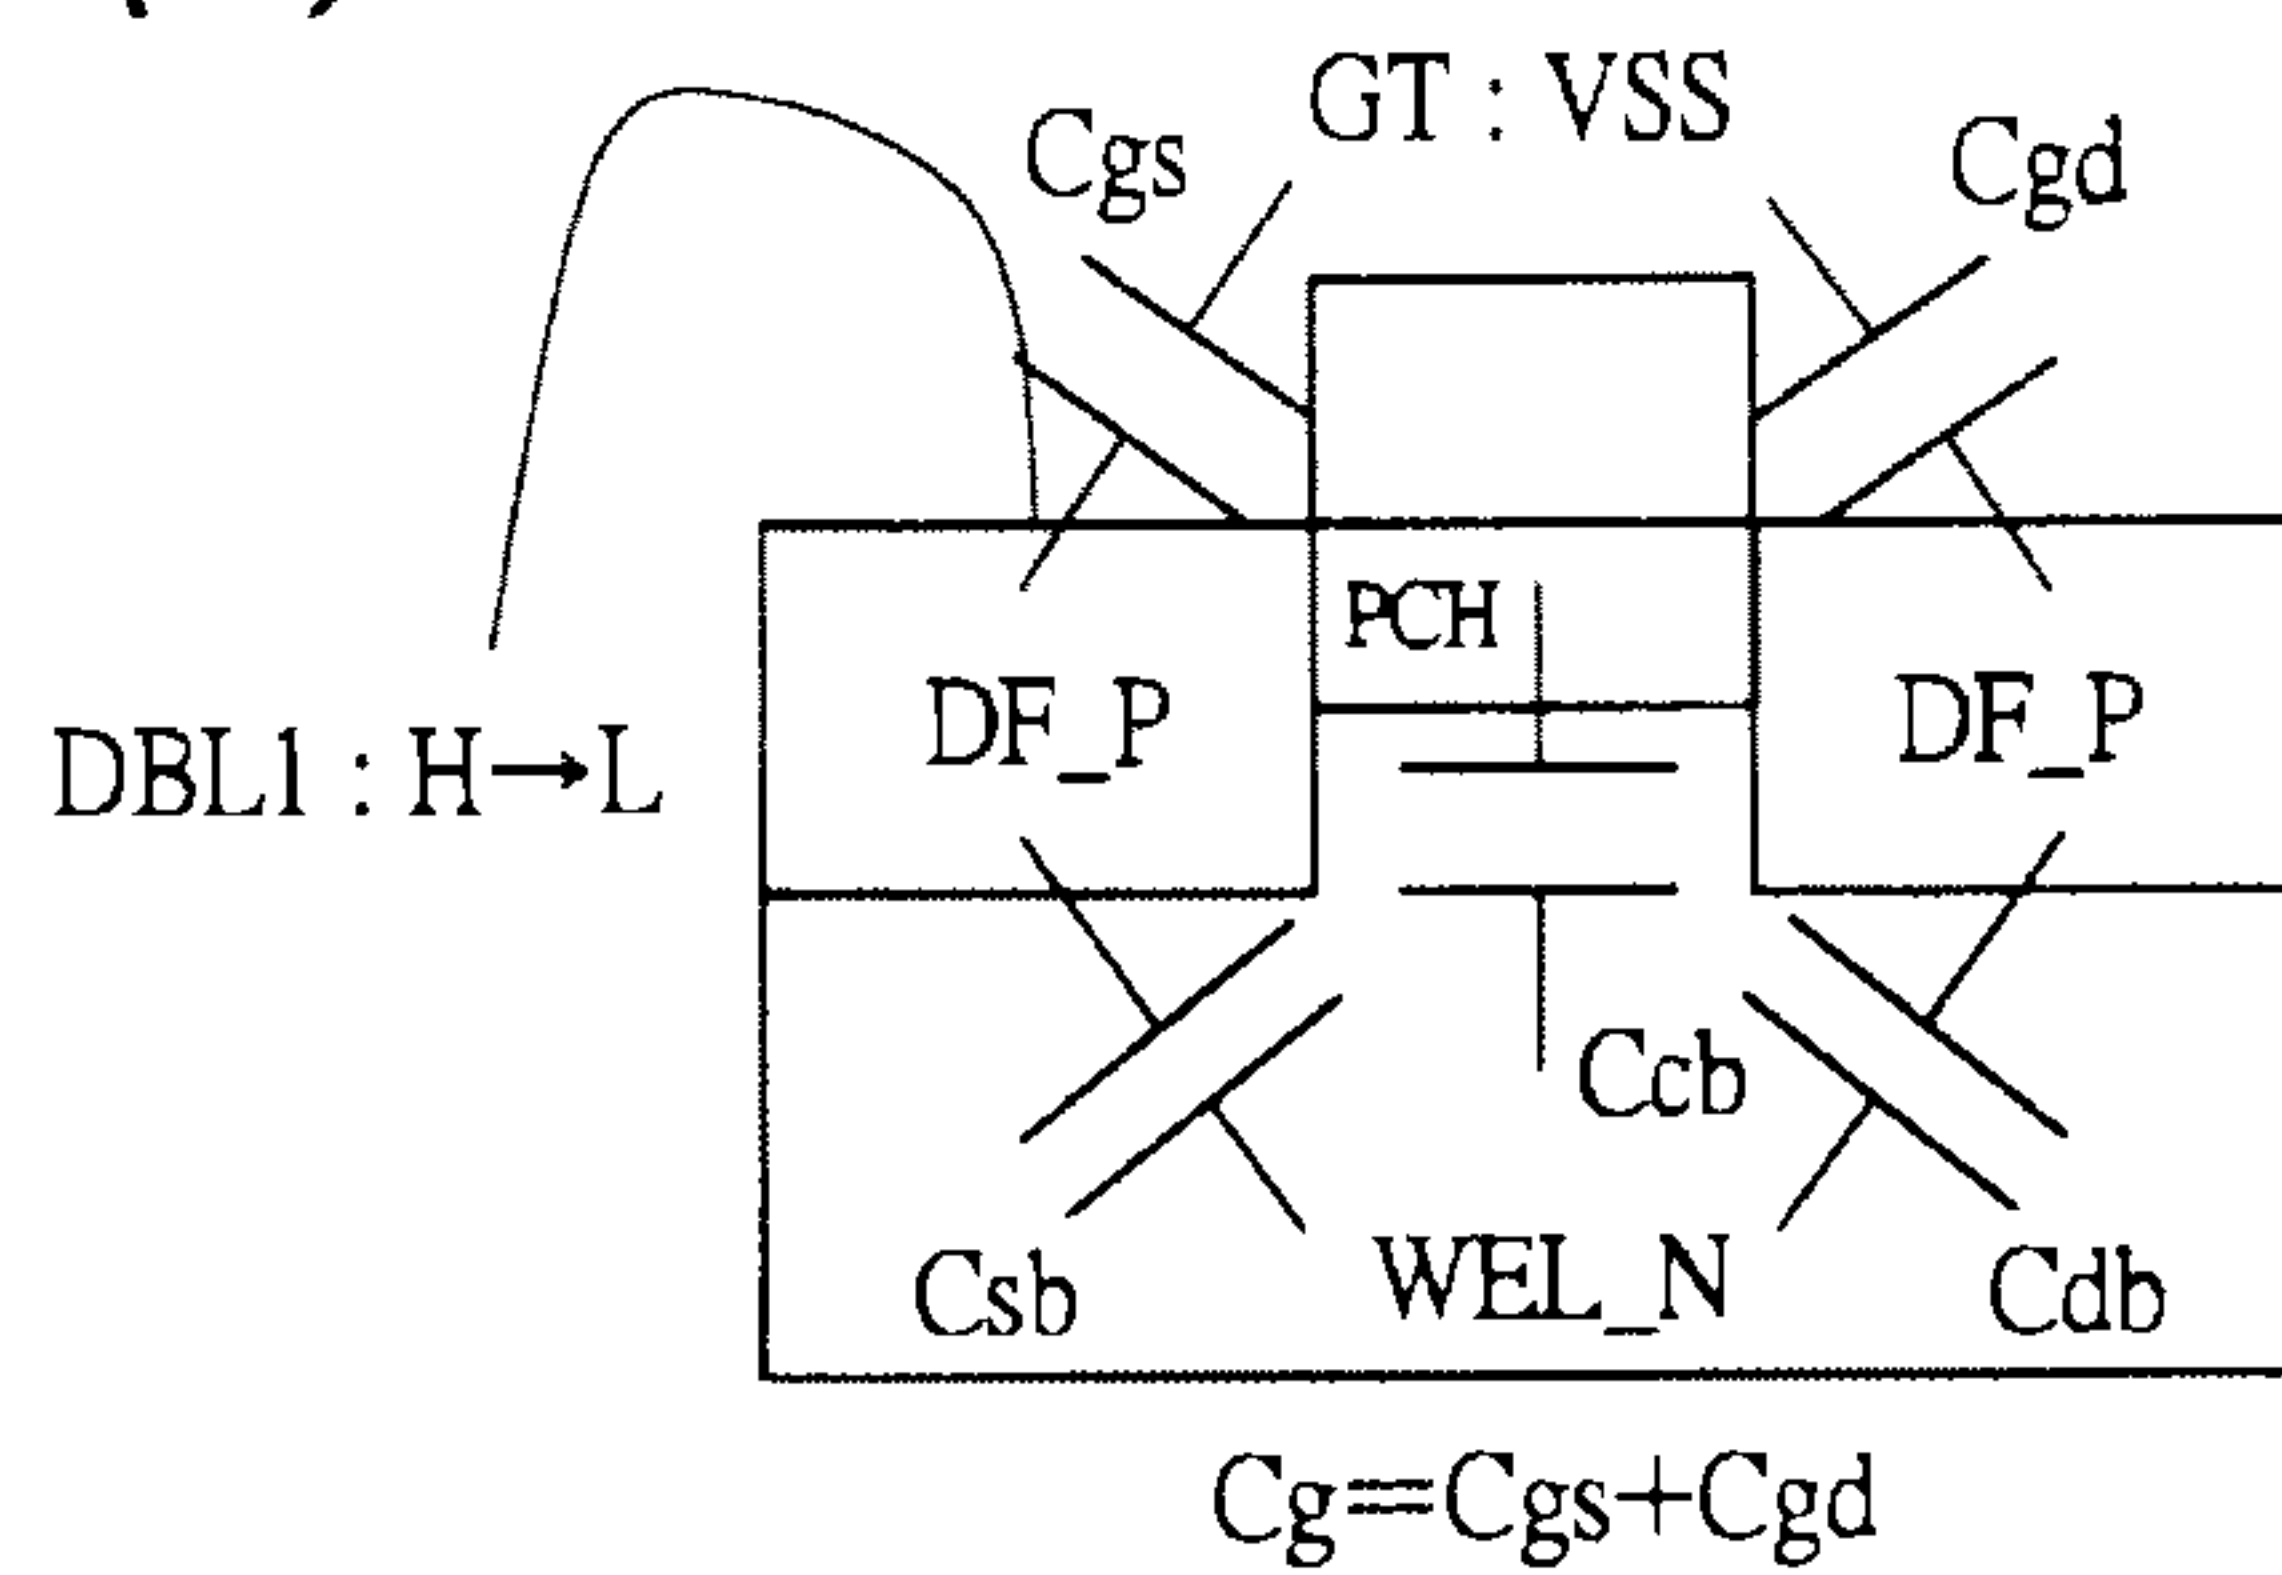 GT : VSS
Cgs
Cgd
PCH
DF_P
DF_P
DBL1 : H→L
Ccb
Csb
WEL_N
Cdb
Cg=Cgs+Cgd